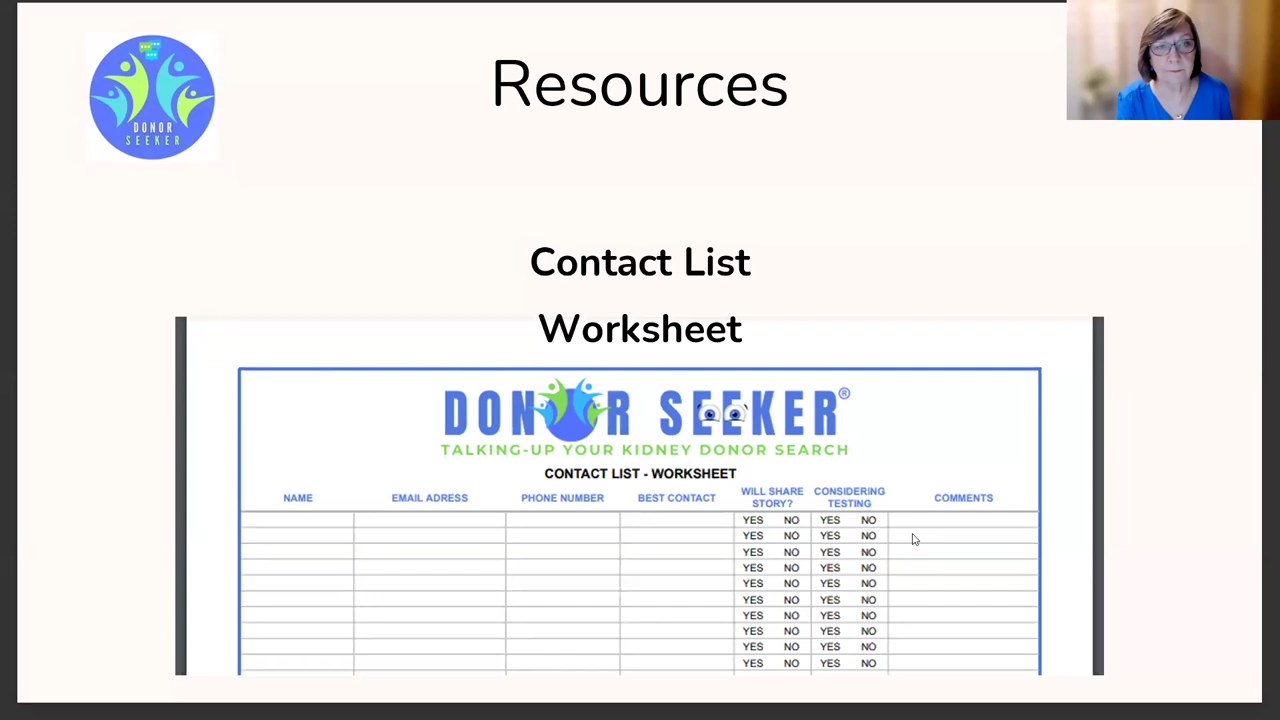 Resources
DONOR
SEEKER
Contact List
Worksheet
DONOR SEEKER®
TALKING-UP YOUR KIDNEY DONOR SEARCH
CONTACT LIST - WORKSHEET
NAME EMAIL ADRESS PHONE NUMBER BEST CONTACT WILL SHARE STORY? CONSIDERING TESTING COMMENTS
YES NO YES NO
YES NO YES NO
YES NO YES NO
YES NO YES NO
YES NO YES NO
YES NO YES NO
YES NO YES NO
YES NO YES NO
YES NO YES NO
YES NO YES NO